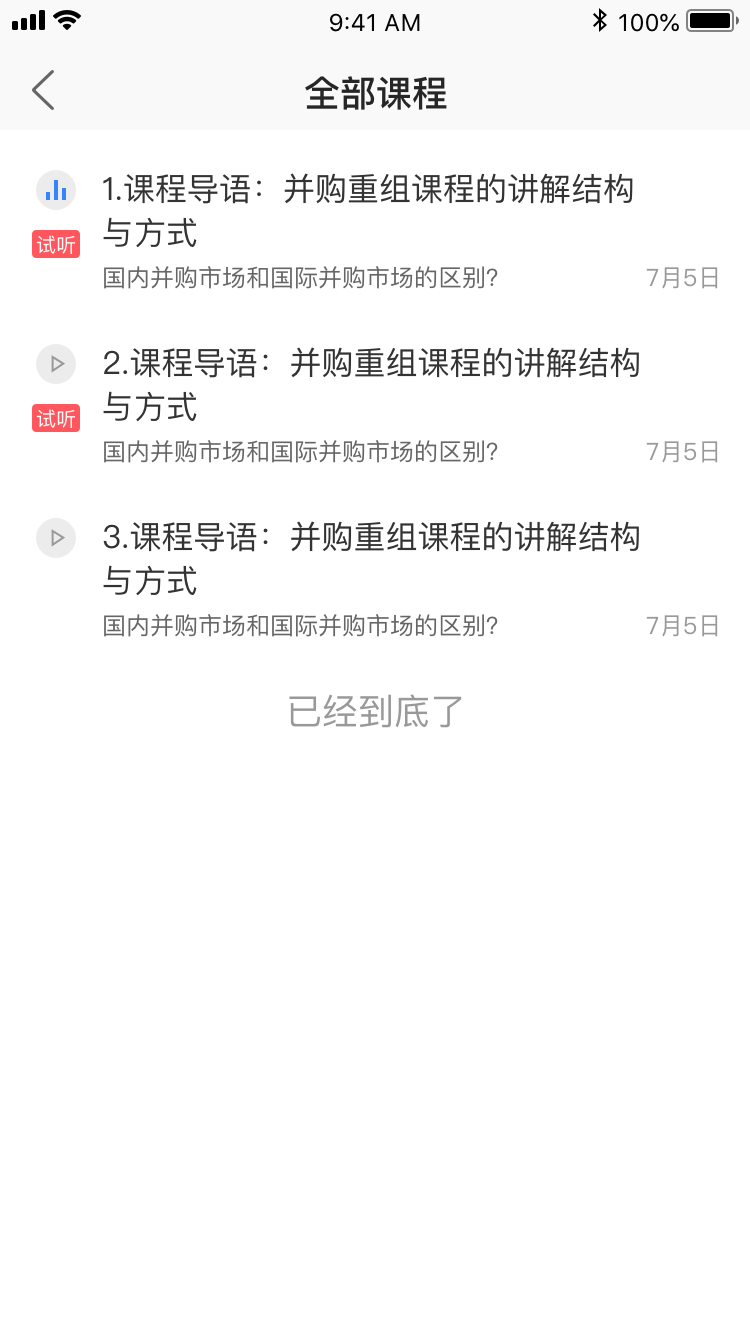 9:41 AM
100%
全部课程
1.课程导语：并购重组课程的讲解结构
与方式
试听
国内并购市场和国际并购市场的区别?
7月5日
2.课程导语：并购重组课程的讲解结构
与方式
试听
国内并购市场和国际并购市场的区别?
7月5日
3.课程导语：并购重组课程的讲解结构
与方式
国内并购市场和国际并购市场的区别?
7月5日
已经到底了